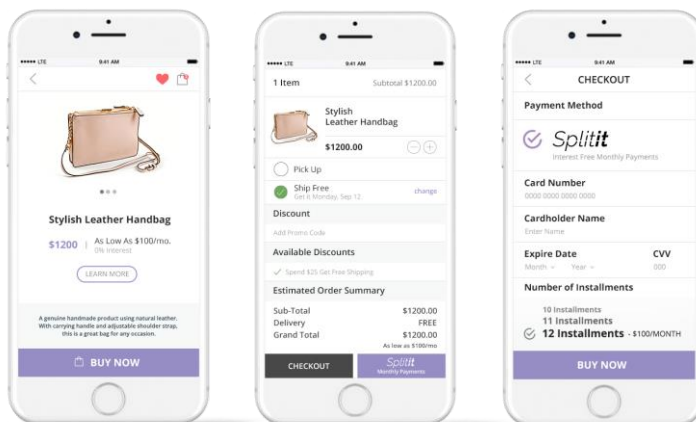 LTE 9:41 AM
Stylish Leather Handbag
$1200 | As Low As $100/mo.
0% Interest
LEARN MORE
A genuine handmade product using natural leather.
With carrying handle and adjustable shoulder strap,
this is a great bag for any occasion.
BUY NOW
LTE 9:41 AM
1 Item Subtotal $1200.00
Stylish
Leather Handbag
$1200.00
Pick Up
Ship Free
Get it Monday, Sep 12 change
Discount
Add Promo Code
Available Discounts
Spend $25 Get Free Shipping
Estimated Order Summary
Sub-Total $1200.00
Delivery FREE
Grand Total $1200.00
As low as $100/mo
CHECKOUT
Splitit
Monthly Payments
LTE 9:41 AM
CHECKOUT
Payment Method
Splitit
Interest Free Monthly Payments
Card Number
0000 0000 0000 0000
Cardholder Name
Enter Name
Expire Date CVV
Month Year 000
Number of Installments
10 Installments
11 Installments
12 Installments - $100/MONTH
BUY NOW